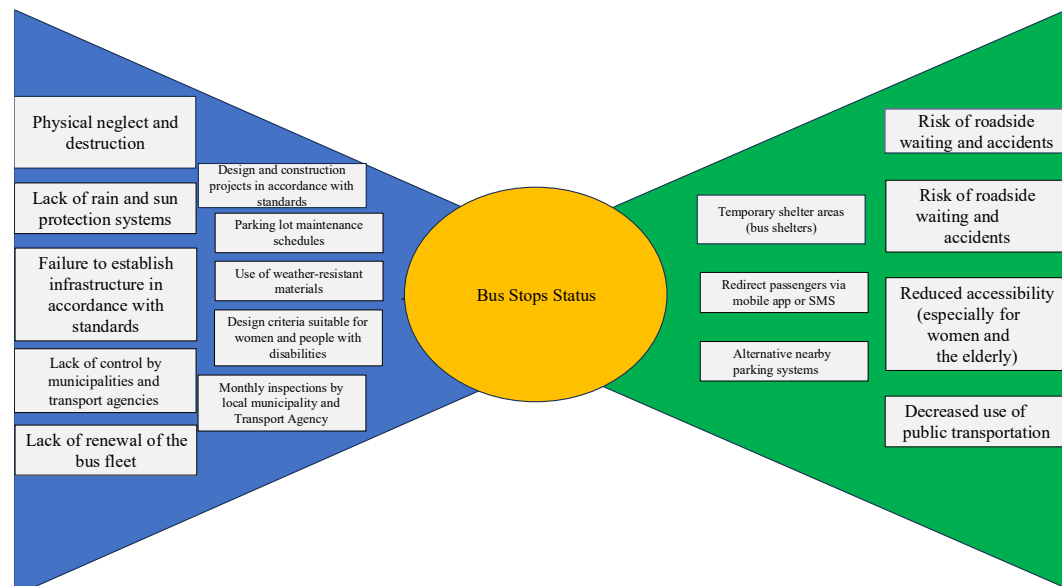 Physical neglect and
destruction
Lack of rain and sun
protection systems
Failure to establish
infrastructure in
accordance with
standards
Lack of control by
municipalities and
transport agencies
Lack of renewal of the
bus fleet
Design and construction
projects in accordance with
standards
Parking lot maintenance
schedules
Use of weather-resistant
materials
Design criteria suitable for
women and people with
disabilities
Monthly inspections by
local municipality and
Transport Agency
Bus Stops Status
Temporary shelter areas
(bus shelters)
Redirect passengers via
mobile app or SMS
Alternative nearby
parking systems
Risk of roadside
waiting and accidents
Risk of roadside
waiting and
accidents
Reduced accessibility
(especially for
women and
the elderly)
Decreased use of
public transportation